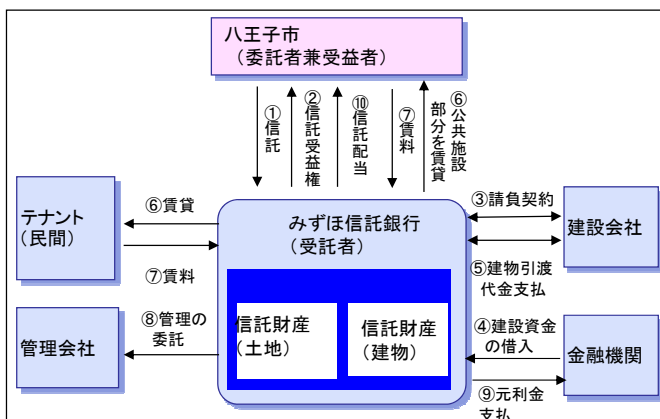 八王子市
（委託者兼受益者）
①信託
②信託受益権
⑩信託配当
⑦賃料
⑥公共施設
部分を賃貸
テナント
（民間）
⑥賃貸
⑦賃料
みずほ信託銀行
（受託者）
③請負契約
建設会社
⑤建物引渡
代金支払
信託財産
（土地）
信託財産
（建物）
管理会社
⑧管理の
委託
④建設資金
の借入
金融機関
⑨元利金
支払